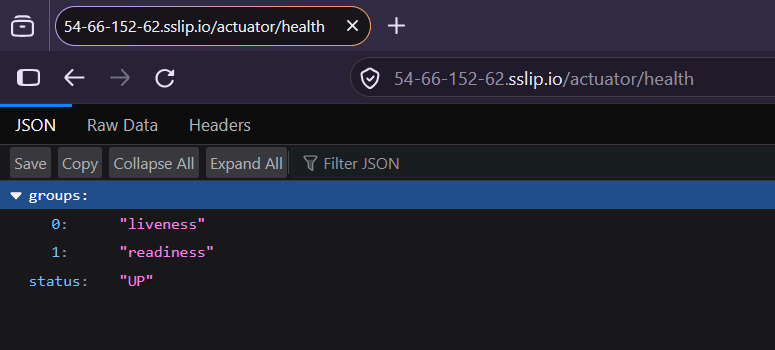 54-66-152-62.sslip.io/actuator/health
54-66-152-62.sslip.io/actuator/health
JSON Raw Data Headers
Save Copy Collapse All Expand All Filter JSON
groups:
0: "liveness"
1: "readiness"
status: "UP"